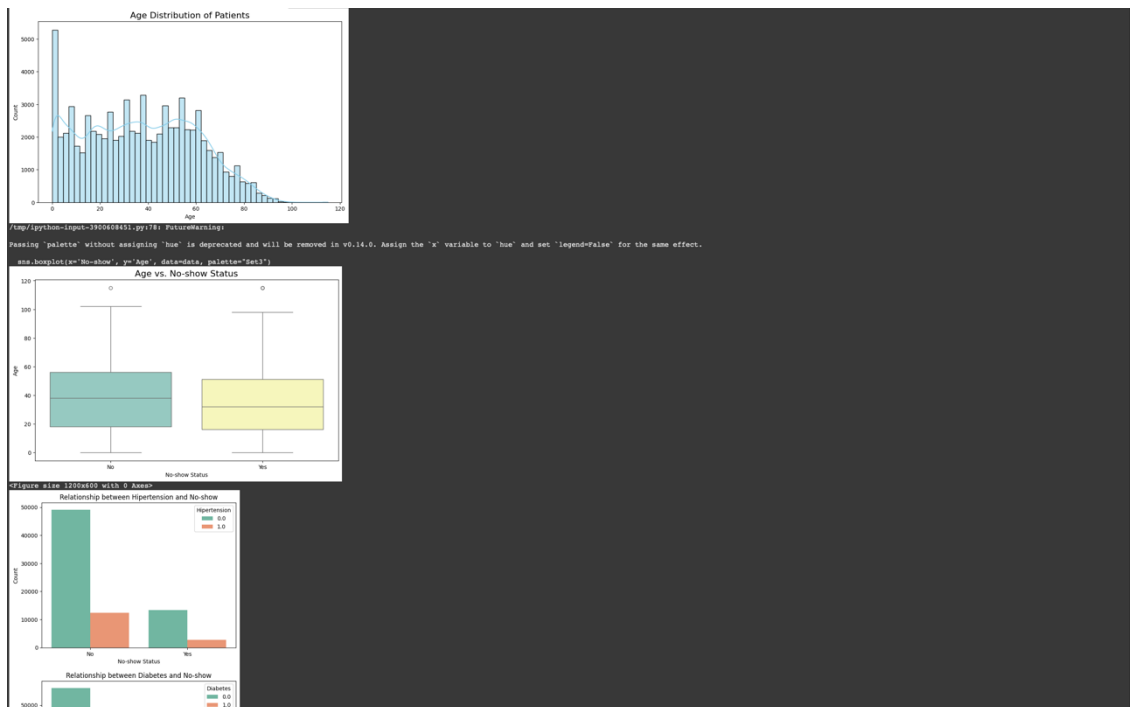 Age Distribution of Patients
5000
4000
3000
2000
1000
0
Count
0 20 40 60 80 100 120
Age
/tmp/ipython-input-3900608451.py:78: FutureWarning:
Passing `palette` without assigning `hue` is deprecated and will be removed in v0.14.0. Assign the `x` variable to `hue` and set `legend=False` for the same effect.
sns.boxplot(x='No-show', y='Age', data=data, palette="Set3")
Age vs. No-show Status
120
100
80
60
40
20
0
Age
No Yes
No-show Status
<Figure size 1200x600 with 0 Axes>
Relationship between Hipertension and No-show
Hipertension
0.0
1.0
50000
40000
30000
20000
10000
0
Count
No Yes
No-show Status
Relationship between Diabetes and No-show
Diabetes
0.0
1.0
50000